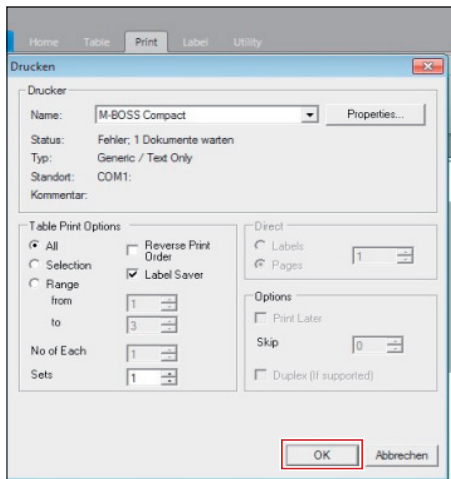 Home Table Print Label Utility
Drucken
Drucker
Name: M-BOSS Compact Properties...
Status: Fehler; 1 Dokumente warten
Typ: Generic / Text Only
Standort: COM1:
Kommentar:
Table Print Options
All
Selection
Range
from 1
to 3
No of Each 1
Sets 1
Reverse Print
Order
Label Saver
Direct
Labels
Pages
1
Options
Print Later
Skip 0
Duplex (If supported)
OK Abbrechen